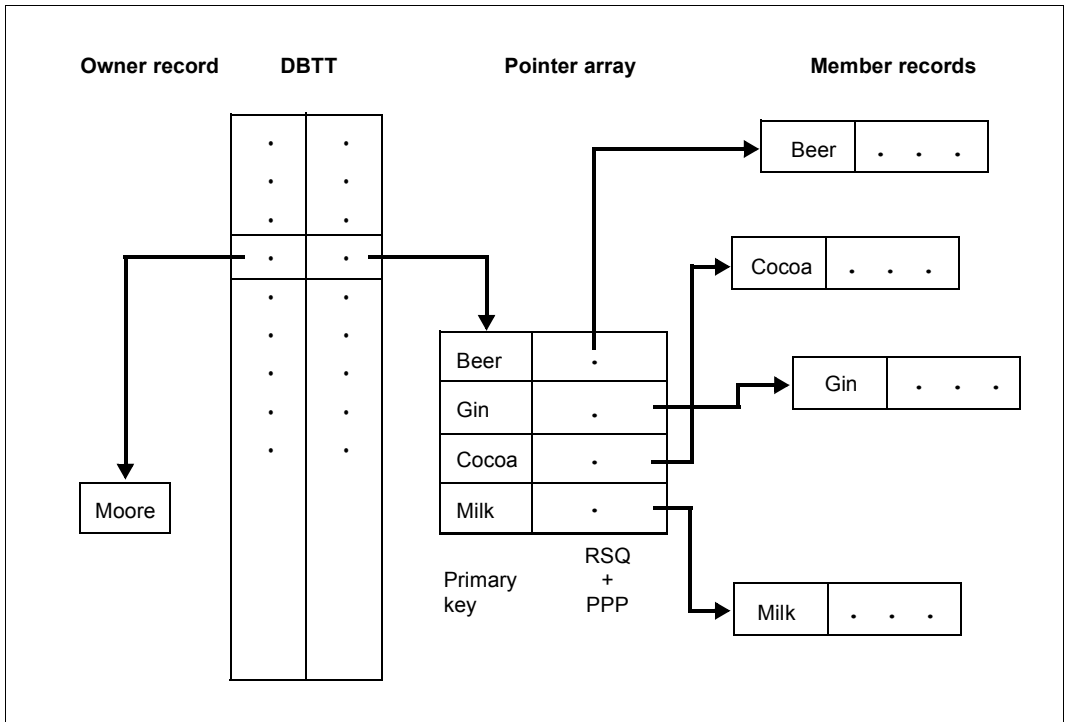 Owner record DBTT Pointer array Member records
Beer . . .
Cocoa . . .
Beer
Gin . . .
Gin
Cocoa
Moore
Milk
RSQ
Primary +
key PPP
Milk . . .